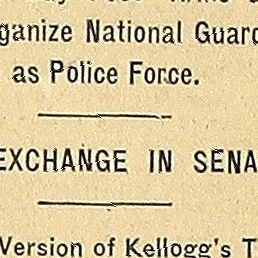 ganize National Guard
as Police Force.
EXCHANGE IN SENA
Version of Kellogg's T